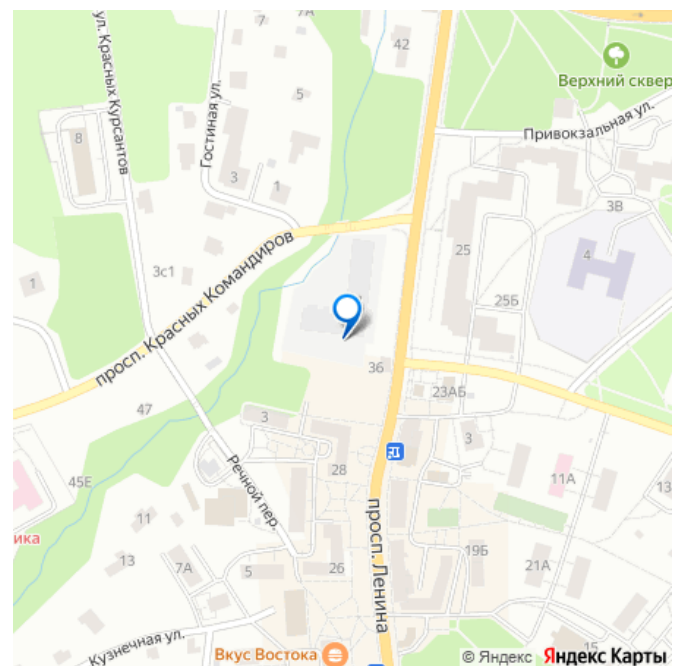 7
7А
42
ул. Красных Курсантов
Гостиная ул.
5
Верхний сквер
Привокзальная ул.
8
3
1
3В
25
4
просп. Красных Командиров
3с1
1
25Б
36
23АБ
47
3
3
28
45Е
Речной пер.
11А
13
11
просп. Ленина
ика
13
7А
5
26
19Б
21А
Кузнечная ул.
Вкус Востока
15
© Яндекс Яндекс Карты